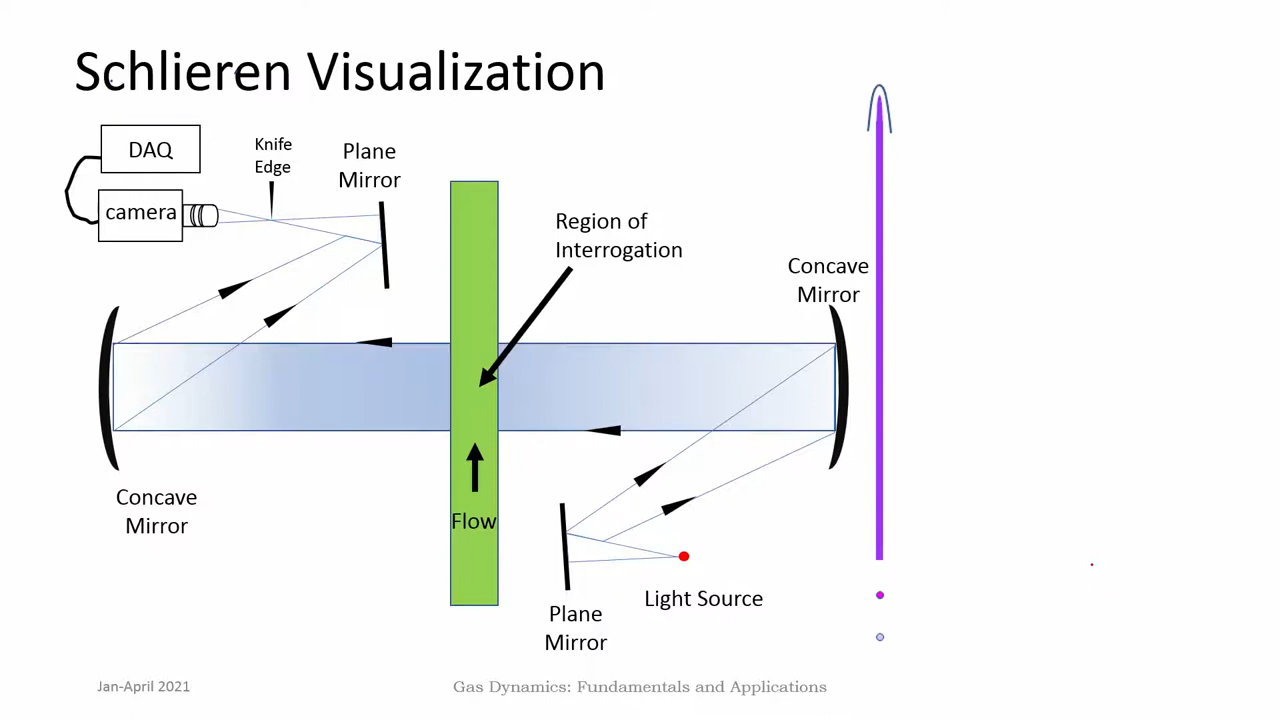 Schlieren Visualization
DAQ
camera
Knife
Edge
Plane
Mirror
Region of
Interrogation
Concave
Mirror
Concave
Mirror
Flow
Light Source
Plane
Mirror
Jan-April 2021
Gas Dynamics: Fundamentals and Applications